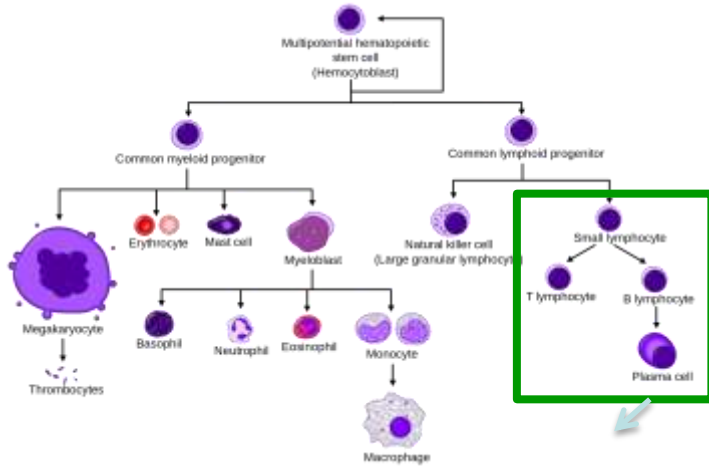 Multipotential hematopoietic
stem cell
(Hemocytoblast)
Common myeloid progenitor
Common lymphoid progenitor
Erythrocyte
Mast cell
Myeloblast
Natural killer cell
(Large granular lymphocyte)
Small lymphocyte
T lymphocyte
B lymphocyte
Megakaryocyte
Basophil
Neutrophil
Eosinophil
Monocyte
Plasma cell
Thrombocytes
Macrophage